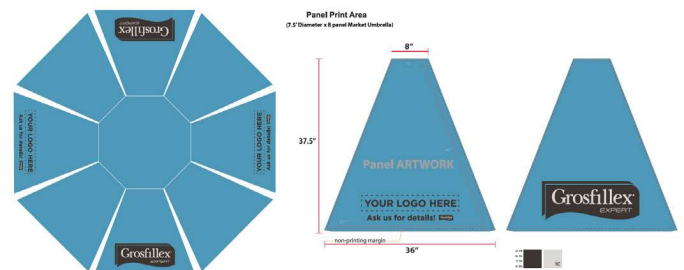 Grosfillex
EXPERT
YOUR LOGO HERE
Ask us for details!
YOUR LOGO HERE
Ask us for details!
Grosfillex
EXPERT
Panel Print Area
(7.5' Diameter x 8 panel Market Umbrella)
8"
37.5"
Panel ARTWORK
YOUR LOGO HERE
Ask us for details!
non-printing margin
36"
Grosfillex
EXPERT